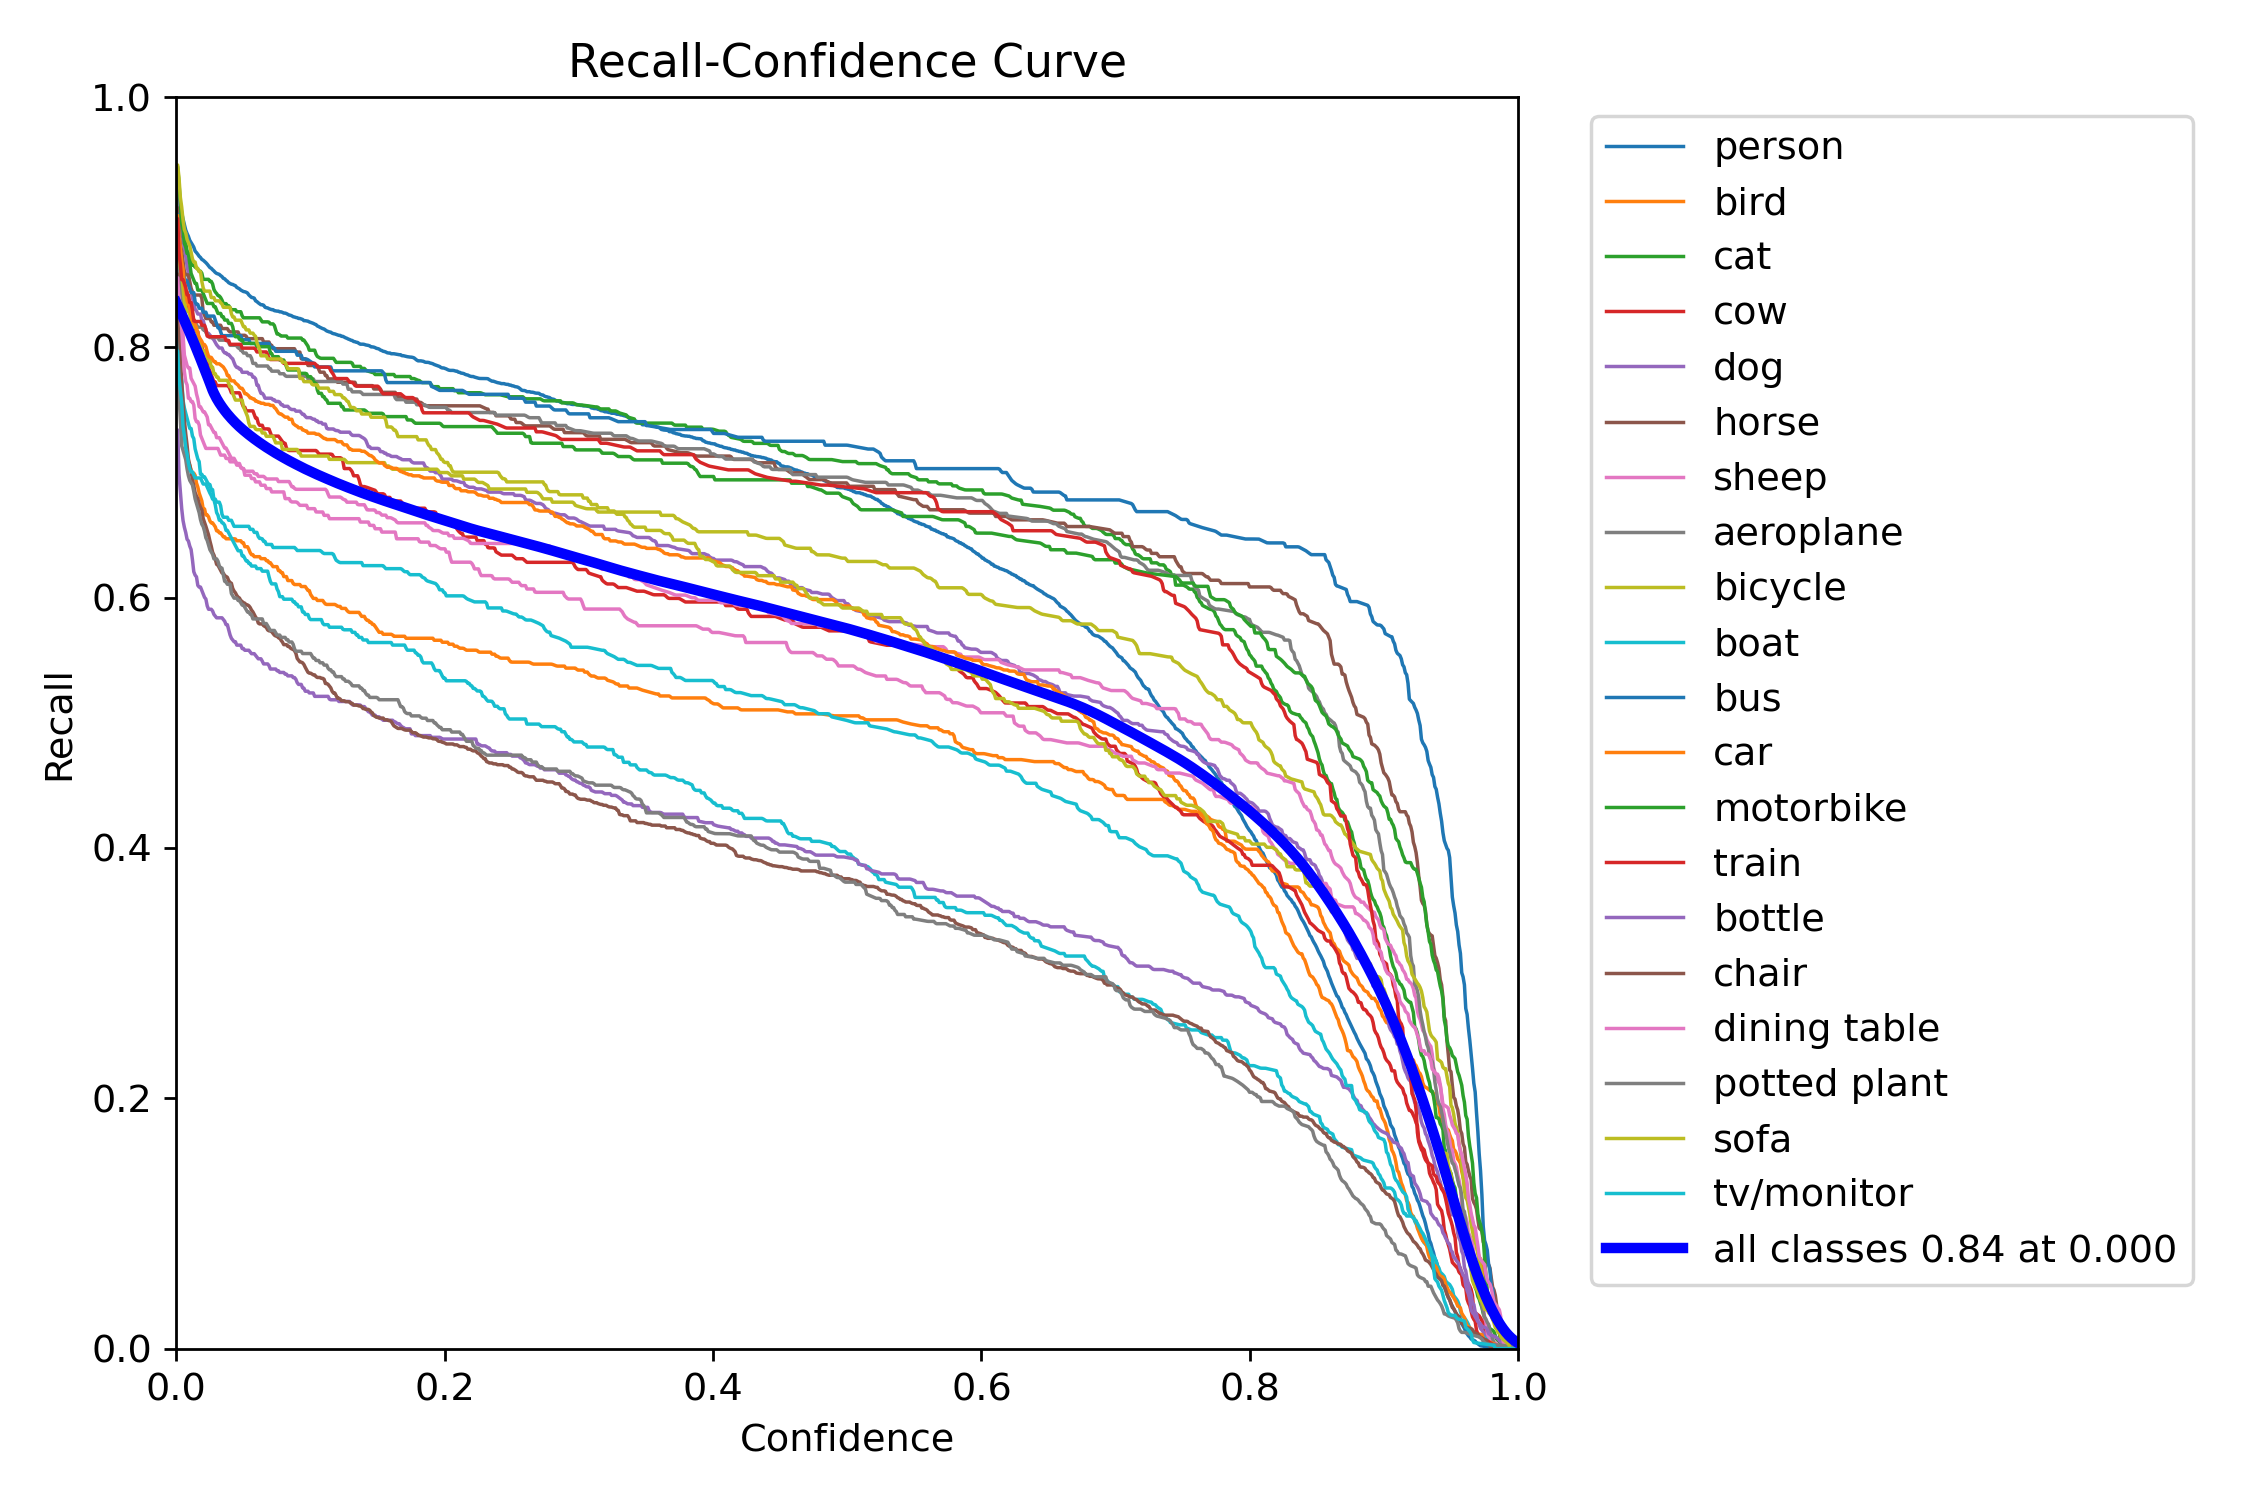 Recall-Confidence Curve
1.0
0.8
0.6
0.4
0.2
0.0
Recall
0.0 0.2 0.4 0.6 0.8 1.0
Confidence
person
bird
cat
cow
dog
horse
sheep
aeroplane
bicycle
boat
bus
car
motorbike
train
bottle
chair
dining table
potted plant
sofa
tv/monitor
all classes 0.84 at 0.000